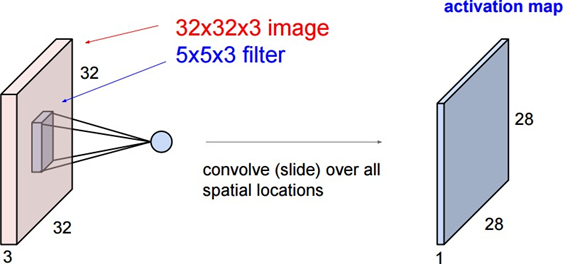 activation map
32x32x3 image
5x5x3 filter
32
32
3
convolve (slide) over all
spatial locations
28
28
1